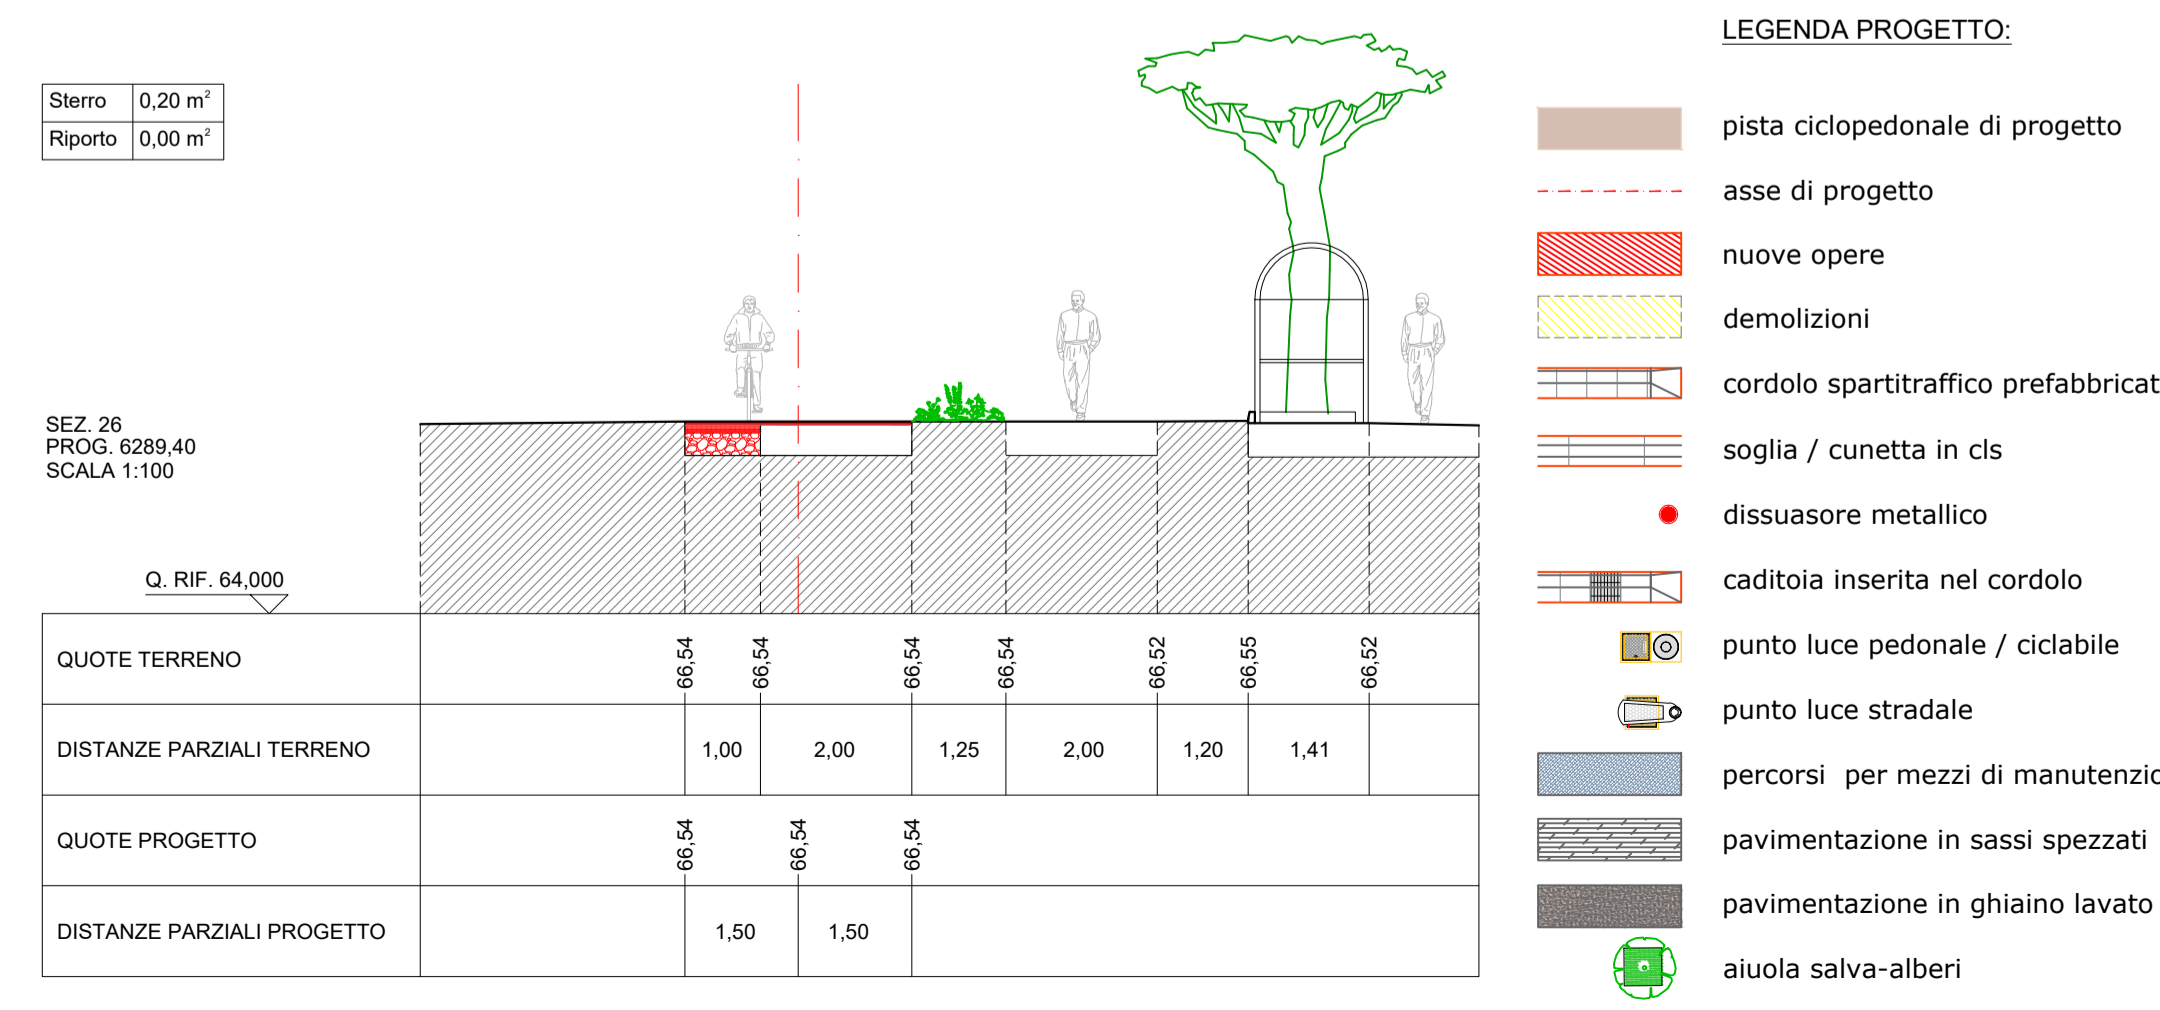 LEGENDA PROGETTO:
Sterro 0,20 m²
Riporto 0,00 m²
pista ciclopedonale di progetto
asse di progetto
nuove opere
demolizioni
cordolo spartitraffico prefabbricat
soglia / cunetta in cls
dissuasore metallico
caditoia inserita nel cordolo
punto luce pedonale / ciclabile
punto luce stradale
percorsi per mezzi di manutenzio
pavimentazione in sassi spezzati
pavimentazione in ghiaino lavato
aiuola salva-alberi
SEZ. 26
PROG. 6289,40
SCALA 1:100
Q. RIF. 64,000
QUOTE TERRENO 66,54 66,54 66,54 66,54 66,52 66,55 66,52
DISTANZE PARZIALI TERRENO 1,00 2,00 1,25 2,00 1,20 1,41
QUOTE PROGETTO 66,54 66,54 66,54
DISTANZE PARZIALI PROGETTO 1,50 1,50